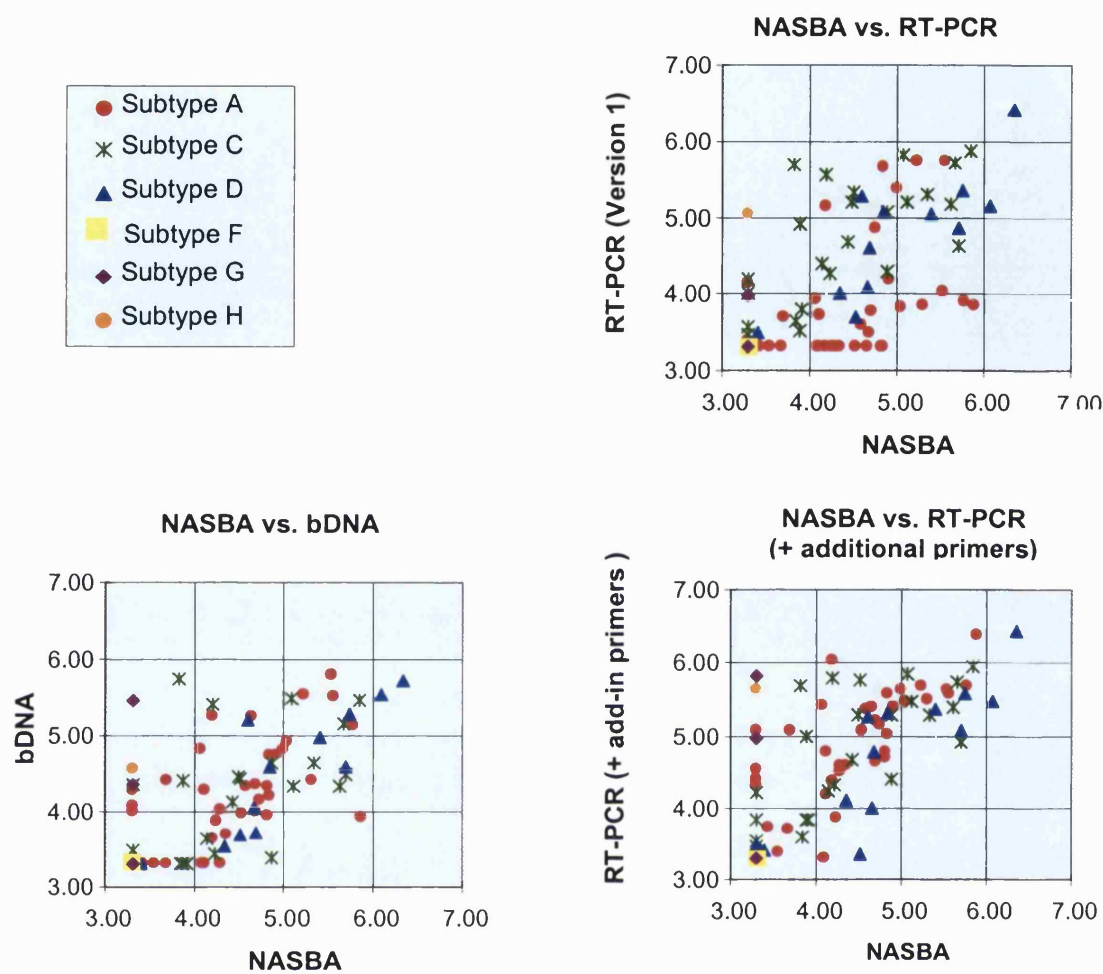 NASBA vs. RT-PCR
Subtype A
Subtype C
Subtype D
Subtype F
Subtype G
Subtype H
RT-PCR (Version 1)
7.00
6.00
5.00
4.00
3.00
3.00 4.00 5.00 6.00 7.00
NASBA
NASBA vs. bDNA
bDNA
7.00
6.00
5.00
4.00
3.00
3.00 4.00 5.00 6.00 7.00
NASBA
NASBA vs. RT-PCR
(+ additional primers)
RT-PCR (+ add-in primers )
7.00
6.00
5.00
4.00
3.00
3.00 4.00 5.00 6.00 7.00
NASBA